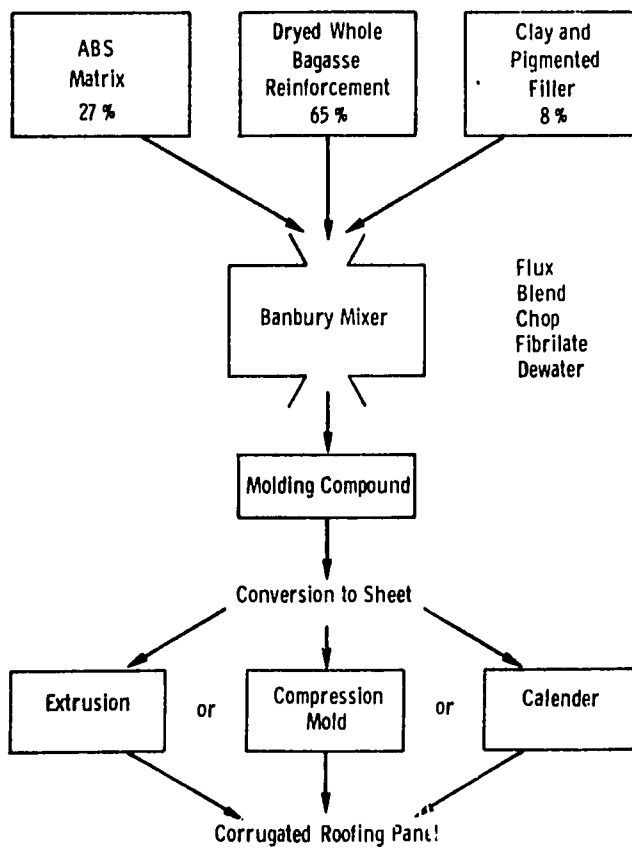 ABS
Matrix
27 %
Dryed Whole
Bagasse
Reinforcement
65 %
Clay and
Pigmented
Filler
8 %
Banbury Mixer
Flux
Blend
Chop
Fibrilate
Dewater
Molding Compound
Conversion to Sheet
Extrusion
or
Compression
Mold
or
Calender
Corrugated Roofing Panel